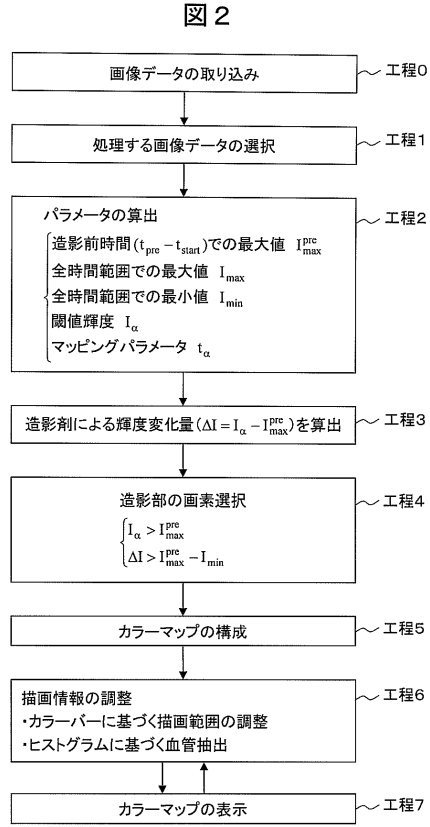 図2
画像データの取り込み 工程0
処理する画像データの選択 工程1
工程2
パラメータの算出
造影前時間(t_pre − t_start)での最大値 I_max^pre
全時間範囲での最大値 I_max
全時間範囲での最小値 I_min
閾値輝度 I_α
マッピングパラメータ t_α
造影剤による輝度変化量(ΔI = I_α − I_max^pre)を算出 工程3
工程4
造影部の画素選択
I_α > I_max^pre
ΔI > I_max^pre − I_min
カラーマップの構成 工程5
工程6
描画情報の調整
・カラーバーに基づく描画範囲の調整
・ヒストグラムに基づく血管抽出
カラーマップの表示 工程7